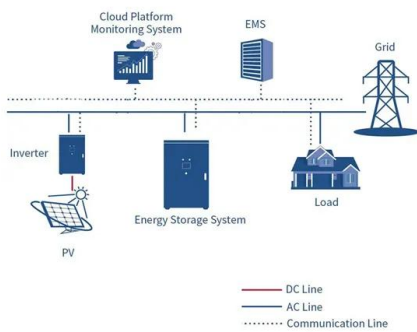 Cloud Platform
Monitoring System
EMS
Grid
Inverter
Energy Storage System
Load
PV
DC Line
AC Line
Communication Line